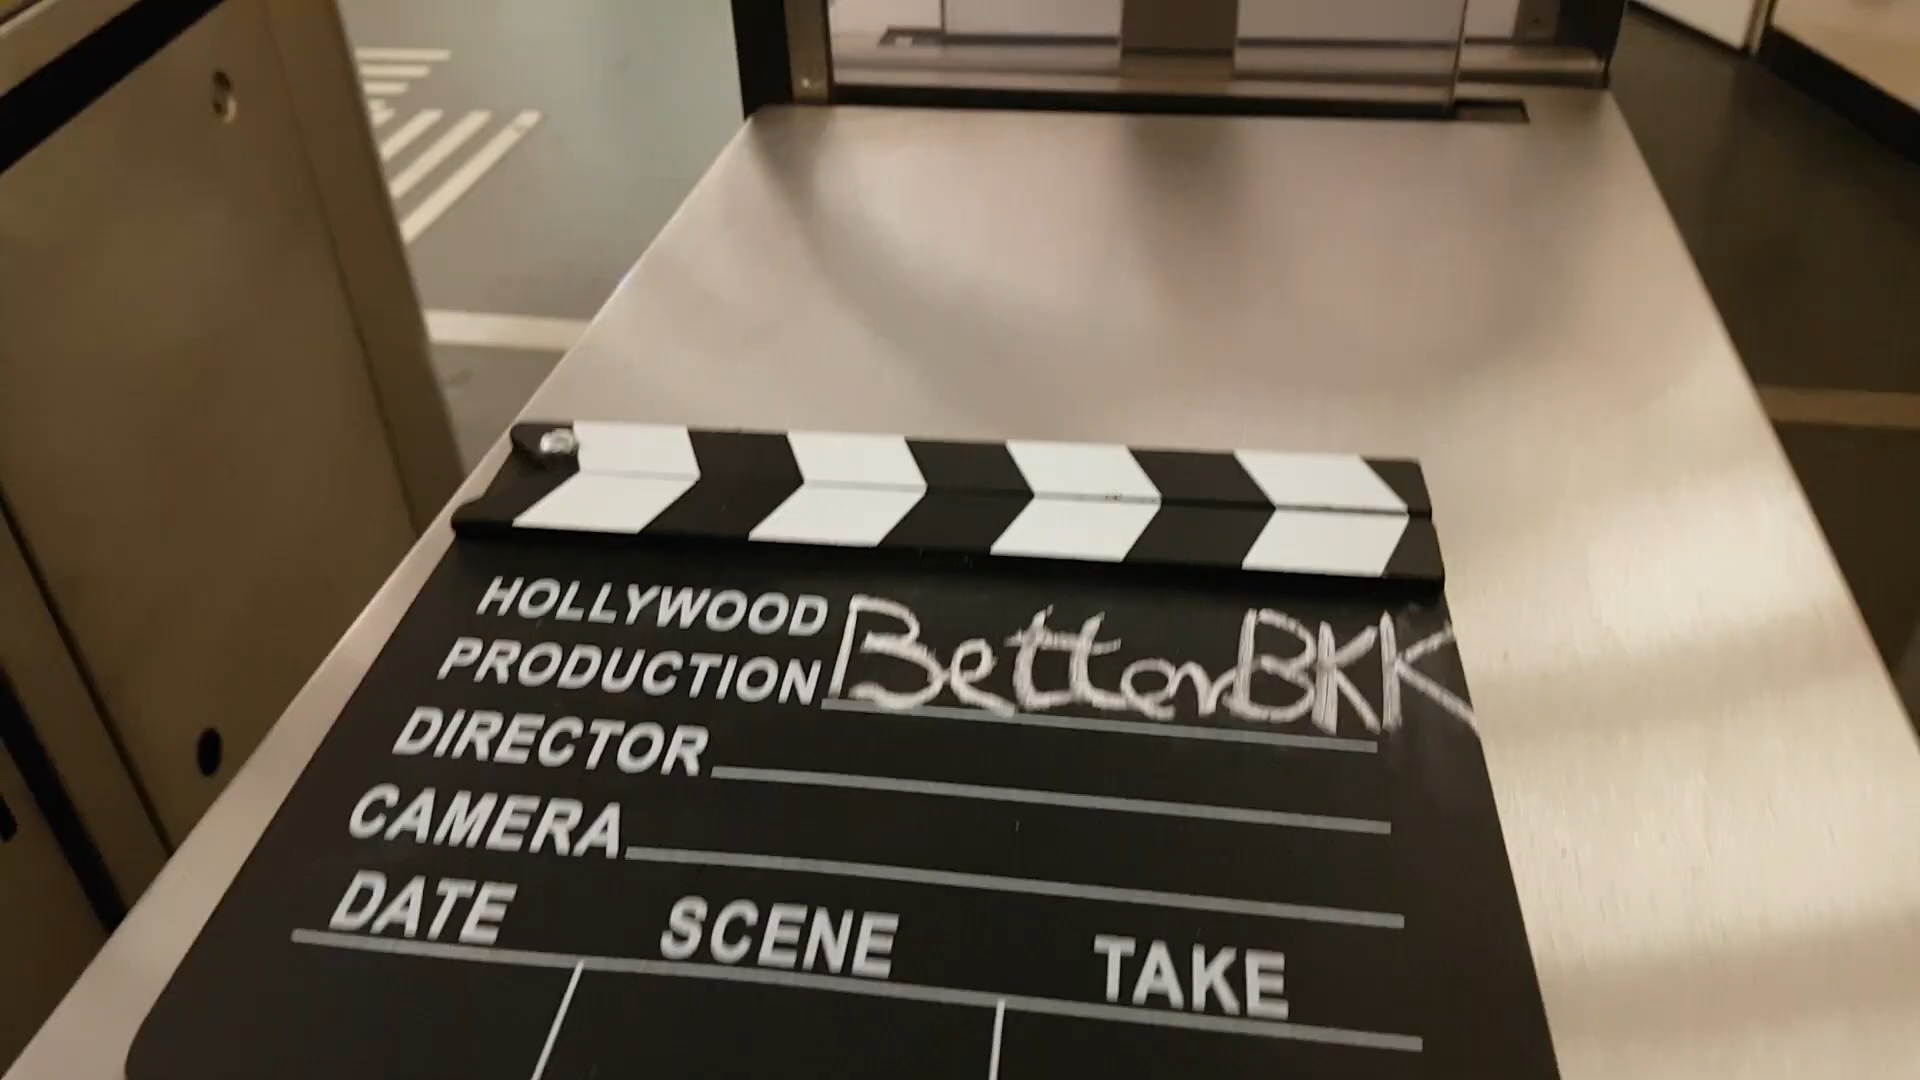 HOLLYWOOD
PRODUCTION BetterBKK
DIRECTOR
CAMERA
DATE SCENE TAKE